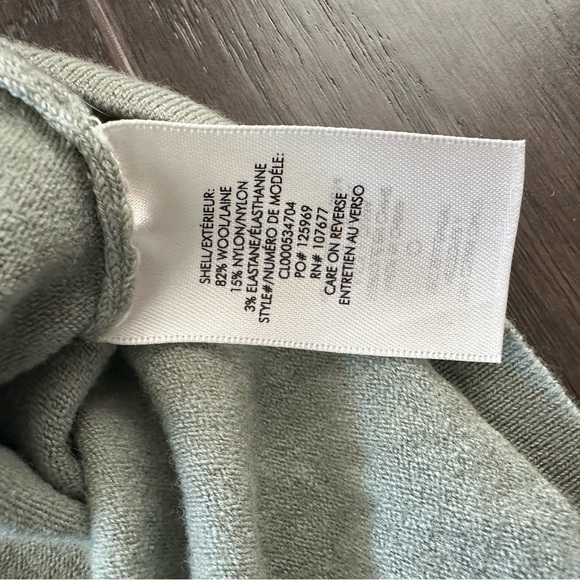 SHELL/EXTÉRIEUR:
82% WOOL/LAINE
15% NYLON/NYLON
3% ELASTANE/ÉLASTHANNE
STYLE#/NUMÉRO DE MODÈLE:
CL000534704
PO# 125969
RN# 107677
CARE ON REVERSE
ENTRETIEN AU VERSO